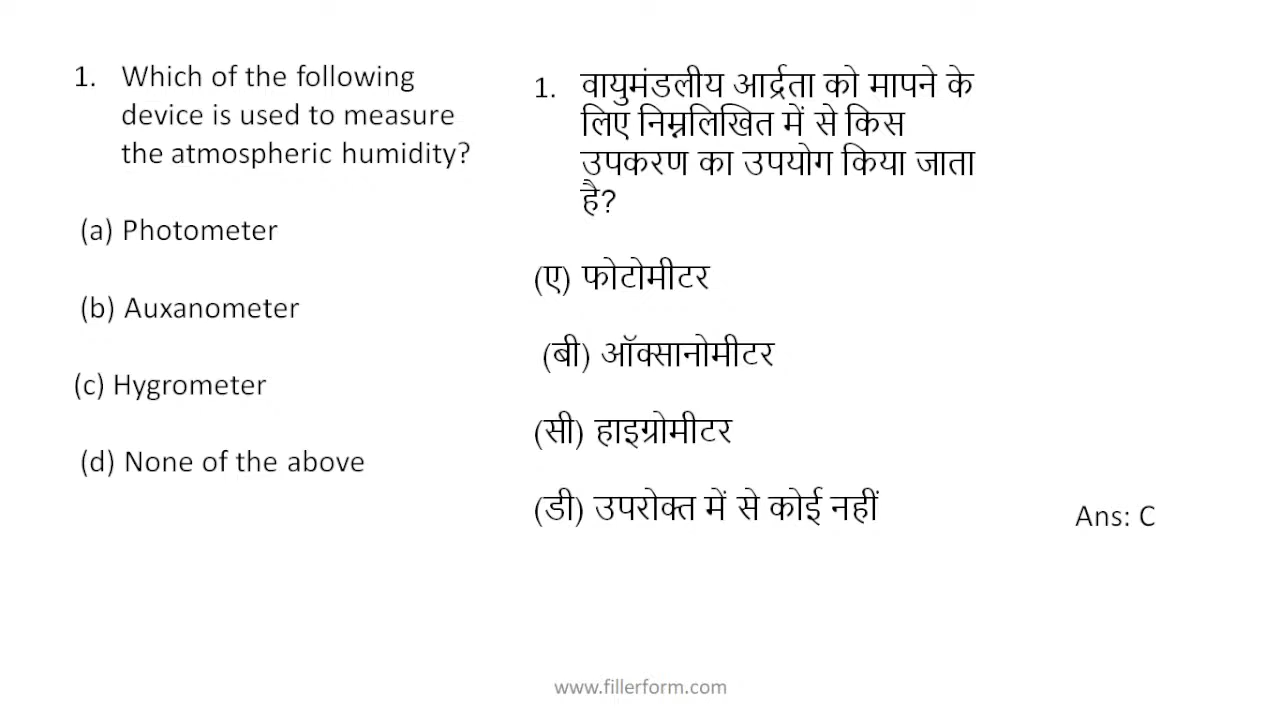 1. Which of the following
device is used to measure
the atmospheric humidity?
(a) Photometer
(b) Auxanometer
(c) Hygrometer
(d) None of the above
1. वायुमंडलीय आर्द्रता को मापने के
लिए निम्नलिखित में से किस
उपकरण का उपयोग किया जाता
है?
(ए) फोटोमीटर
(बी) ऑक्सानोमीटर
(सी) हाइग्रोमीटर
(डी) उपरोक्त में से कोई नहीं
Ans: C
www.fillerform.com